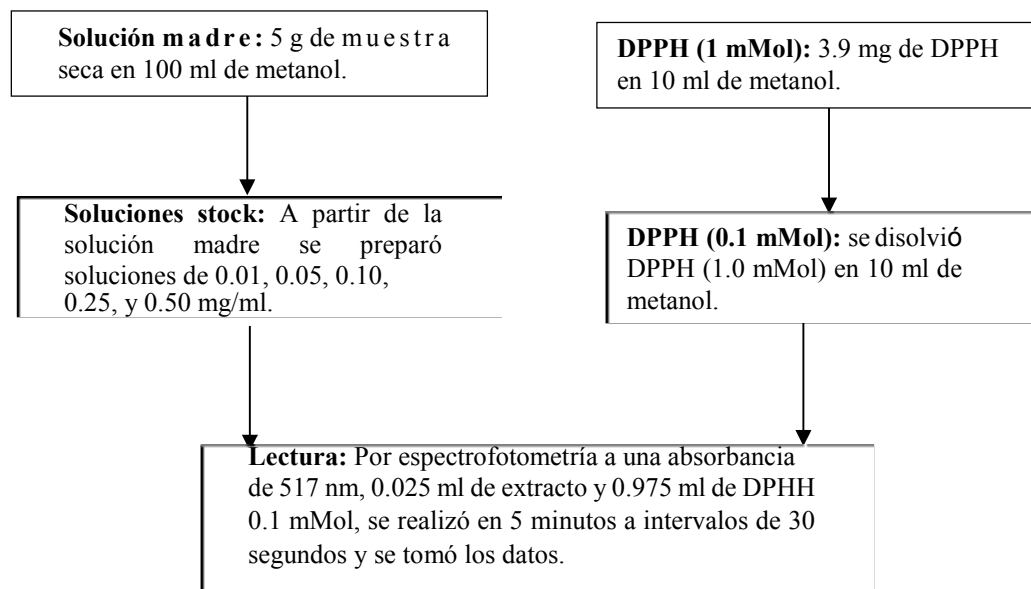 Solución madre: 5 g de muestra
seca en 100 ml de metanol.
DPPH (1 mMol): 3.9 mg de DPPH
en 10 ml de metanol.
Soluciones stock: A partir de la
solución madre se preparó
soluciones de 0.01, 0.05, 0.10,
0.25, y 0.50 mg/ml.
DPPH (0.1 mMol): se disolvió
DPPH (1.0 mMol) en 10 ml de
metanol.
Lectura: Por espectrofotometría a una absorbancia
de 517 nm, 0.025 ml de extracto y 0.975 ml de DPHH
0.1 mMol, se realizó en 5 minutos a intervalos de 30
segundos y se tomó los datos.